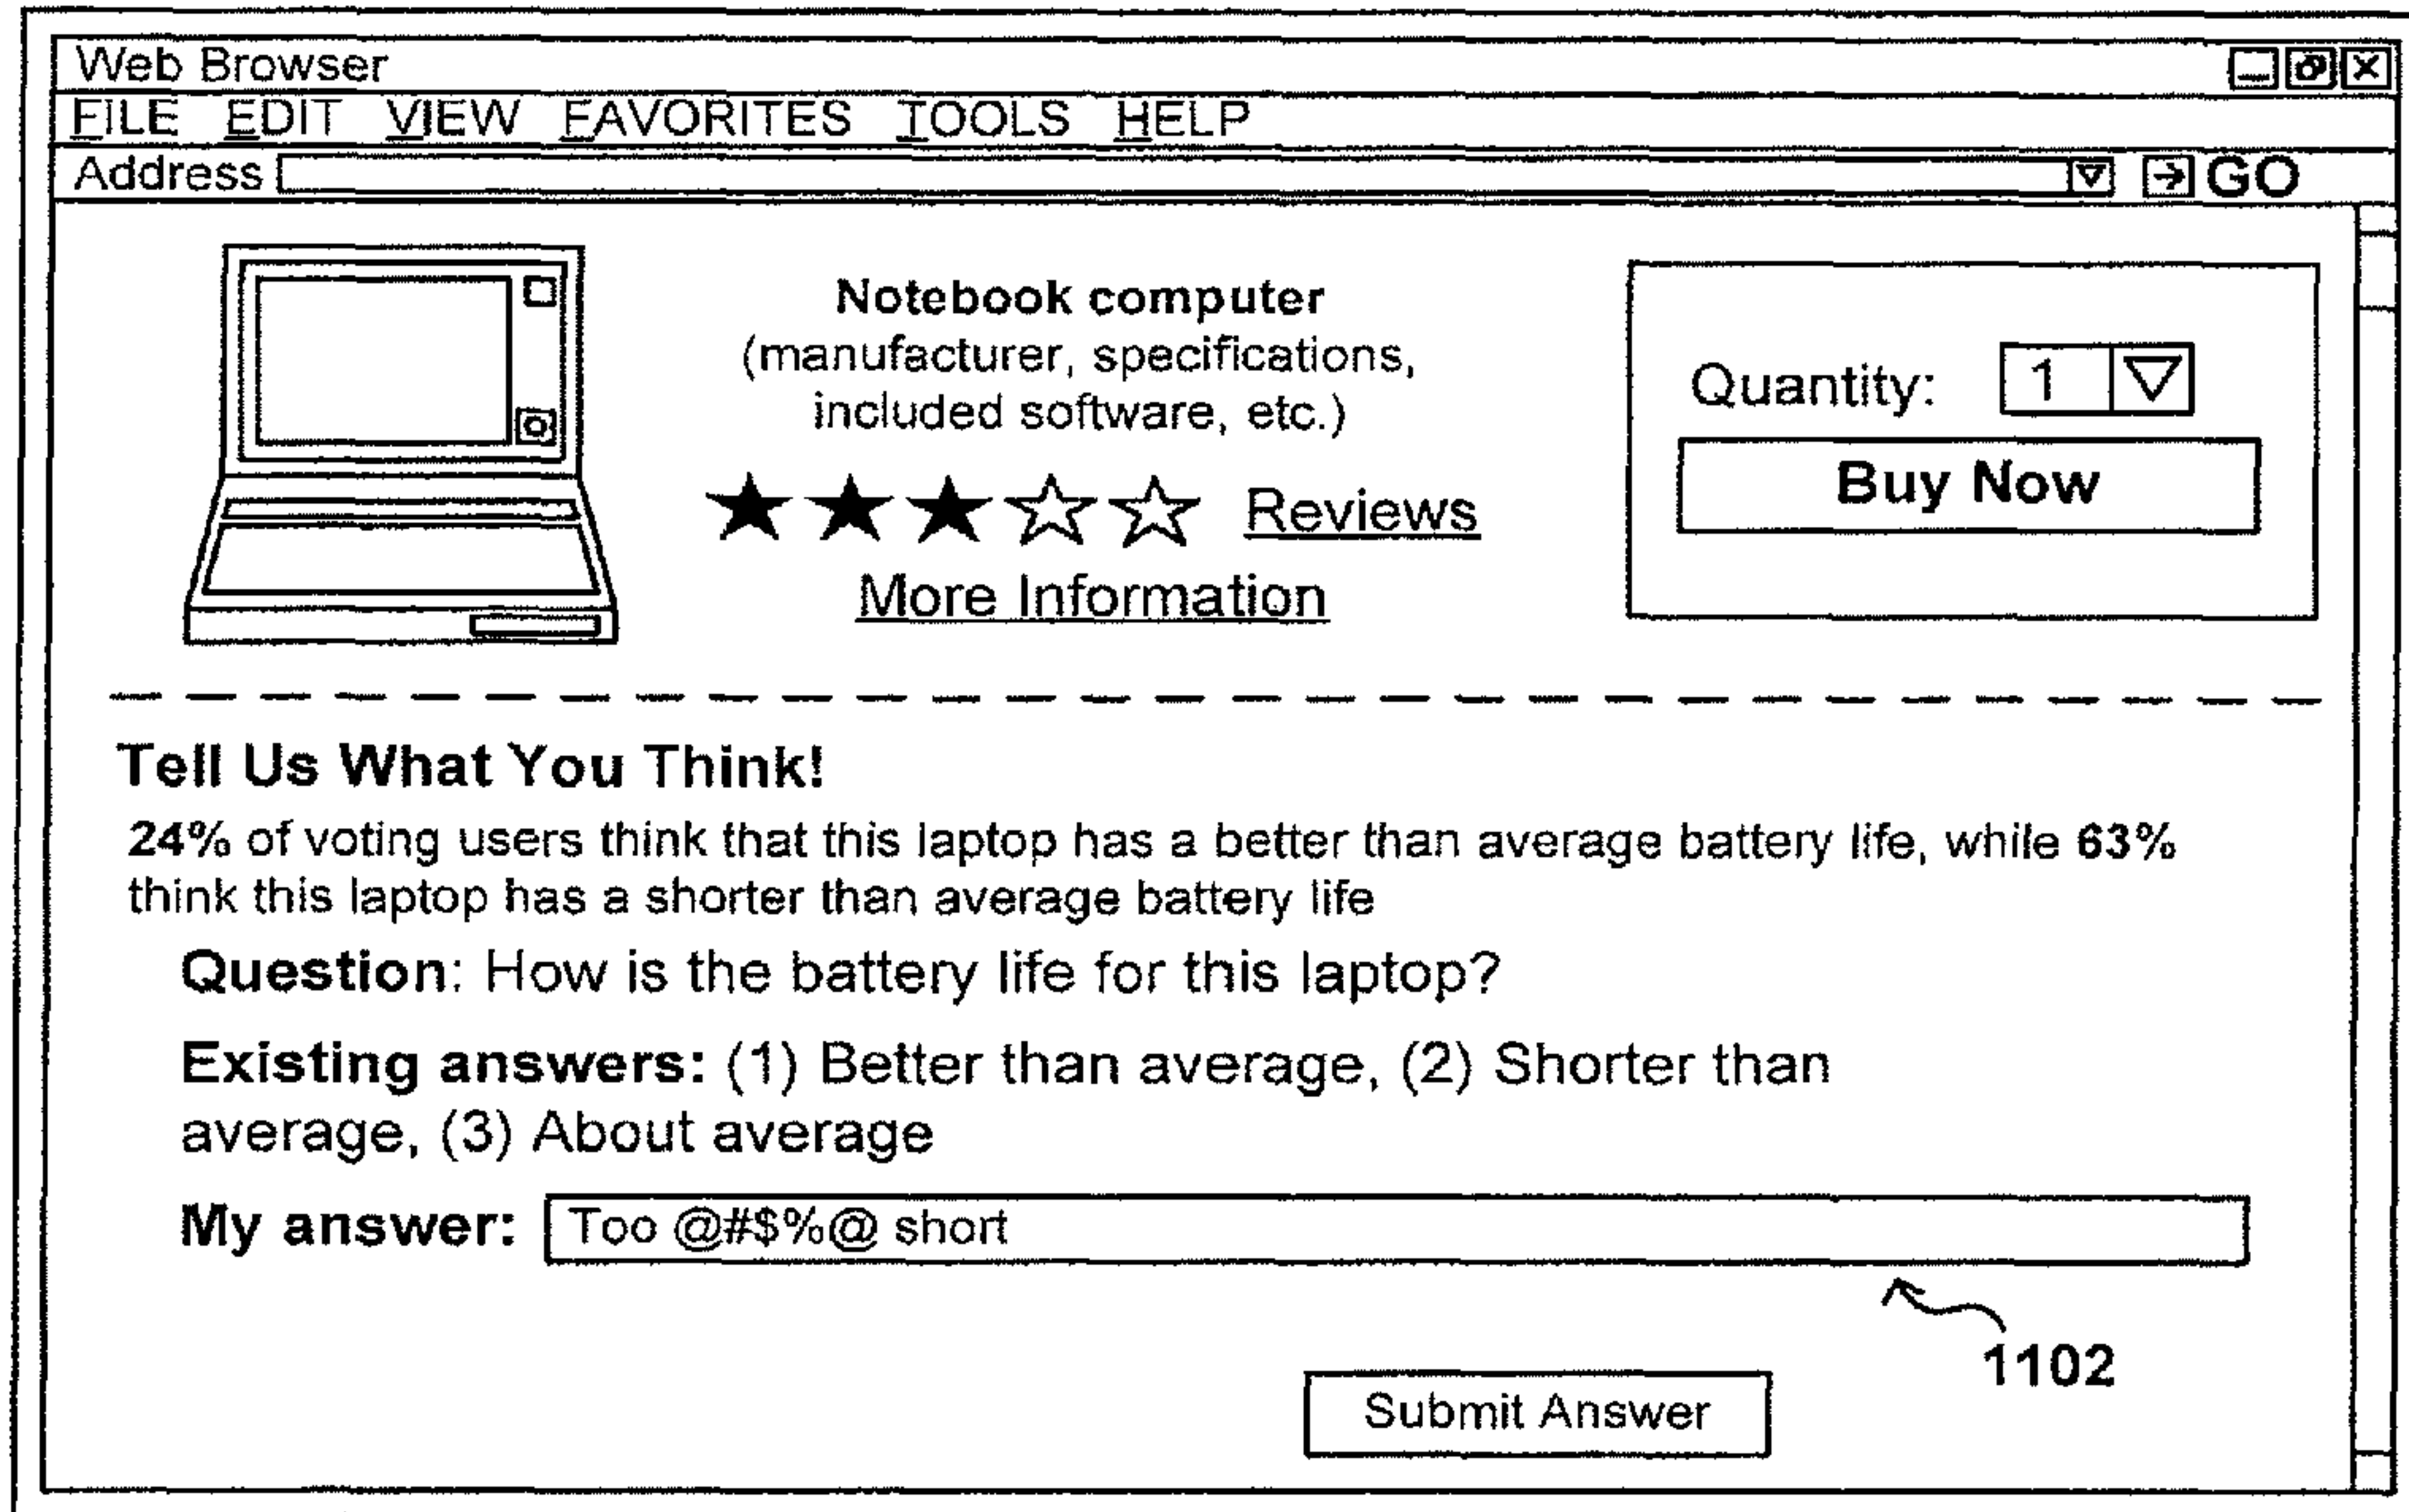 Web Browser
FILE EDIT VIEW FAVORITES TOOLS HELP
Address GO
Notebook computer
(manufacturer, specifications,
included software, etc.)
Reviews
More Information
Quantity: 1
Buy Now
Tell Us What You Think!
24% of voting users think that this laptop has a better than average battery life, while 63%
think this laptop has a shorter than average battery life
Question: How is the battery life for this laptop?
Existing answers: (1) Better than average, (2) Shorter than
average, (3) About average
My answer: Too @#$%@ short
1102
Submit Answer